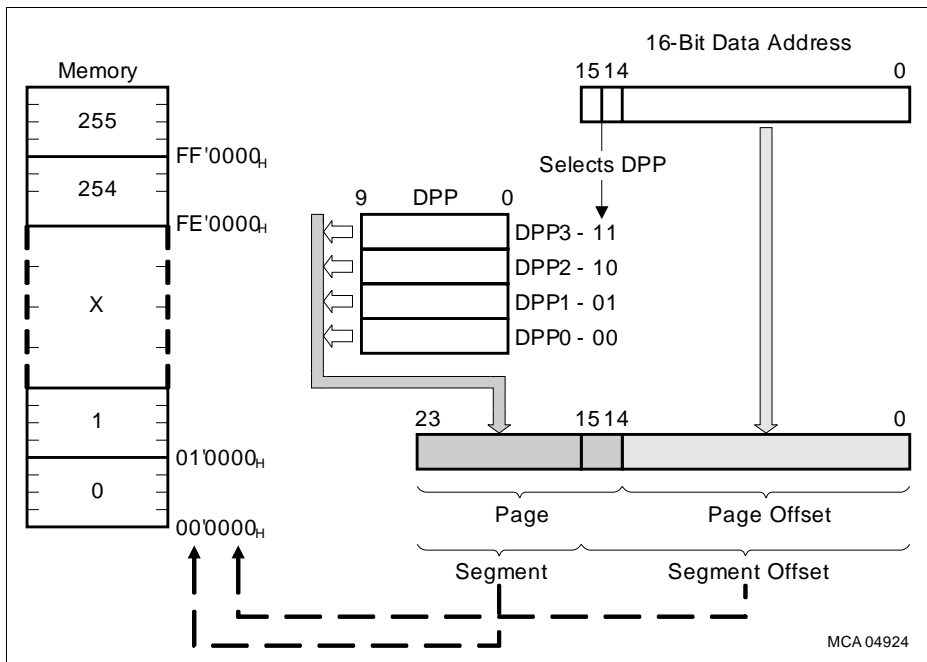 16-Bit Data Address
15 14 0
Memory
255
FF'0000H
254
FE'0000H
X
1
01'0000H
0
00'0000H
Selects DPP
9 DPP 0
DPP3 - 11
DPP2 - 10
DPP1 - 01
DPP0 - 00
23 15 14 0
Page Page Offset
Segment Segment Offset
MCA 04924